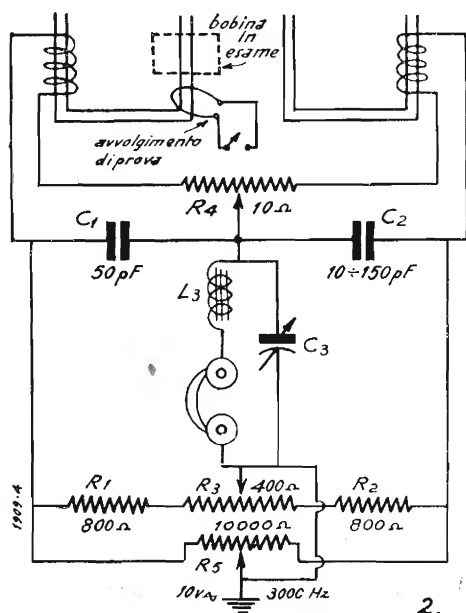 bobina
in
esame
avvolgimento
di prova
R4 10Ω
C1
C2
50pF
10÷150pF
L3
C3
R1
R3 400Ω
R2
800Ω
10000Ω
800Ω
R5
10V∿ 3000 Hz
1909·4
2.